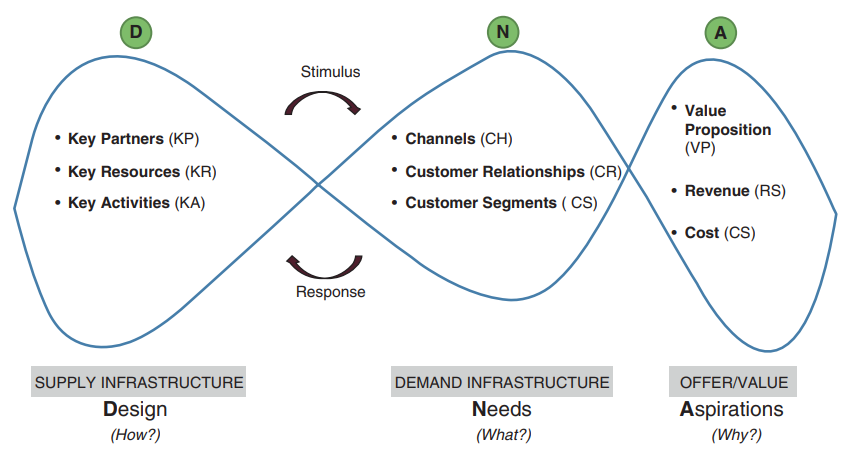 D
N
A
Stimulus
• Key Partners (KP)
• Key Resources (KR)
• Key Activities (KA)
• Channels (CH)
• Customer Relationships (CR)
• Customer Segments ( CS)
• Value
Proposition
(VP)
• Revenue (RS)
• Cost (CS)
Response
SUPPLY INFRASTRUCTURE
Design
(How?)
DEMAND INFRASTRUCTURE
Needs
(What?)
OFFER/VALUE
Aspirations
(Why?)